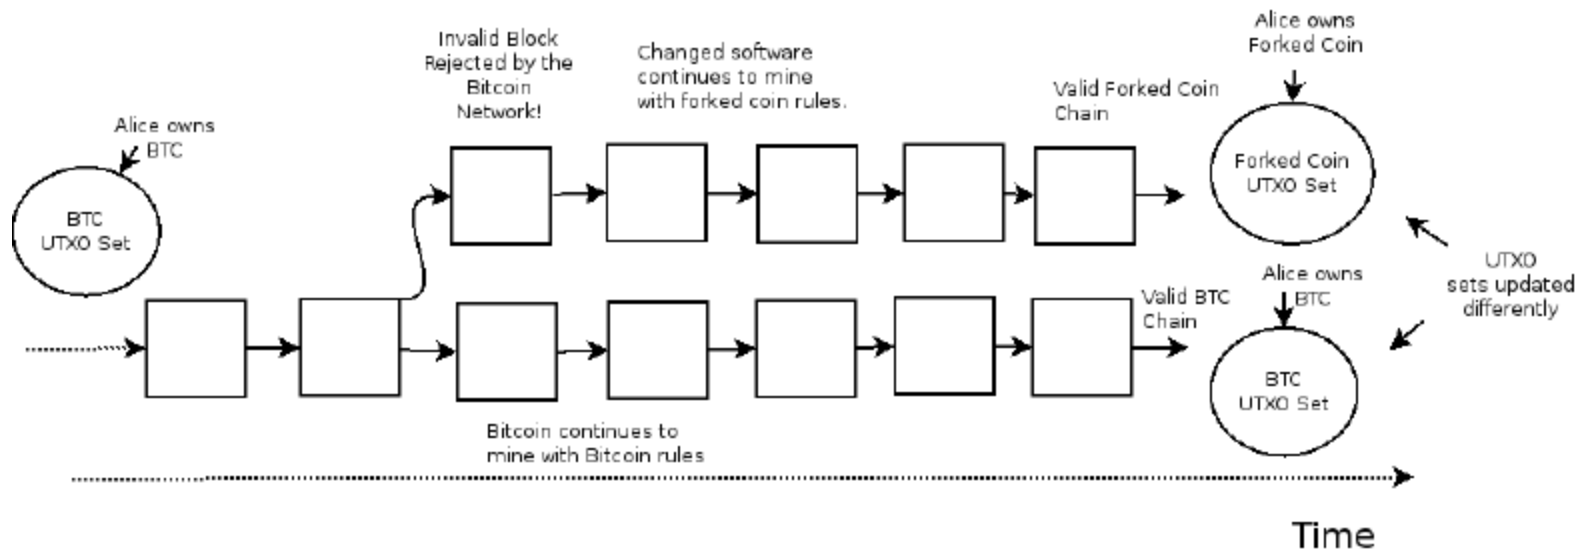 Alice owns
BTC
BTC
UTXO Set
Invalid Block
Rejected by the
Bitcoin
Network!
Changed software
continues to mine
with forked coin rules.
Valid Forked Coin
Chain
Alice owns
Forked Coin
Forked Coin
UTXO Set
UTXO
sets updated
differently
Valid BTC
Chain
Alice owns
BTC
BTC
UTXO Set
Bitcoin continues to
mine with Bitcoin rules
Time